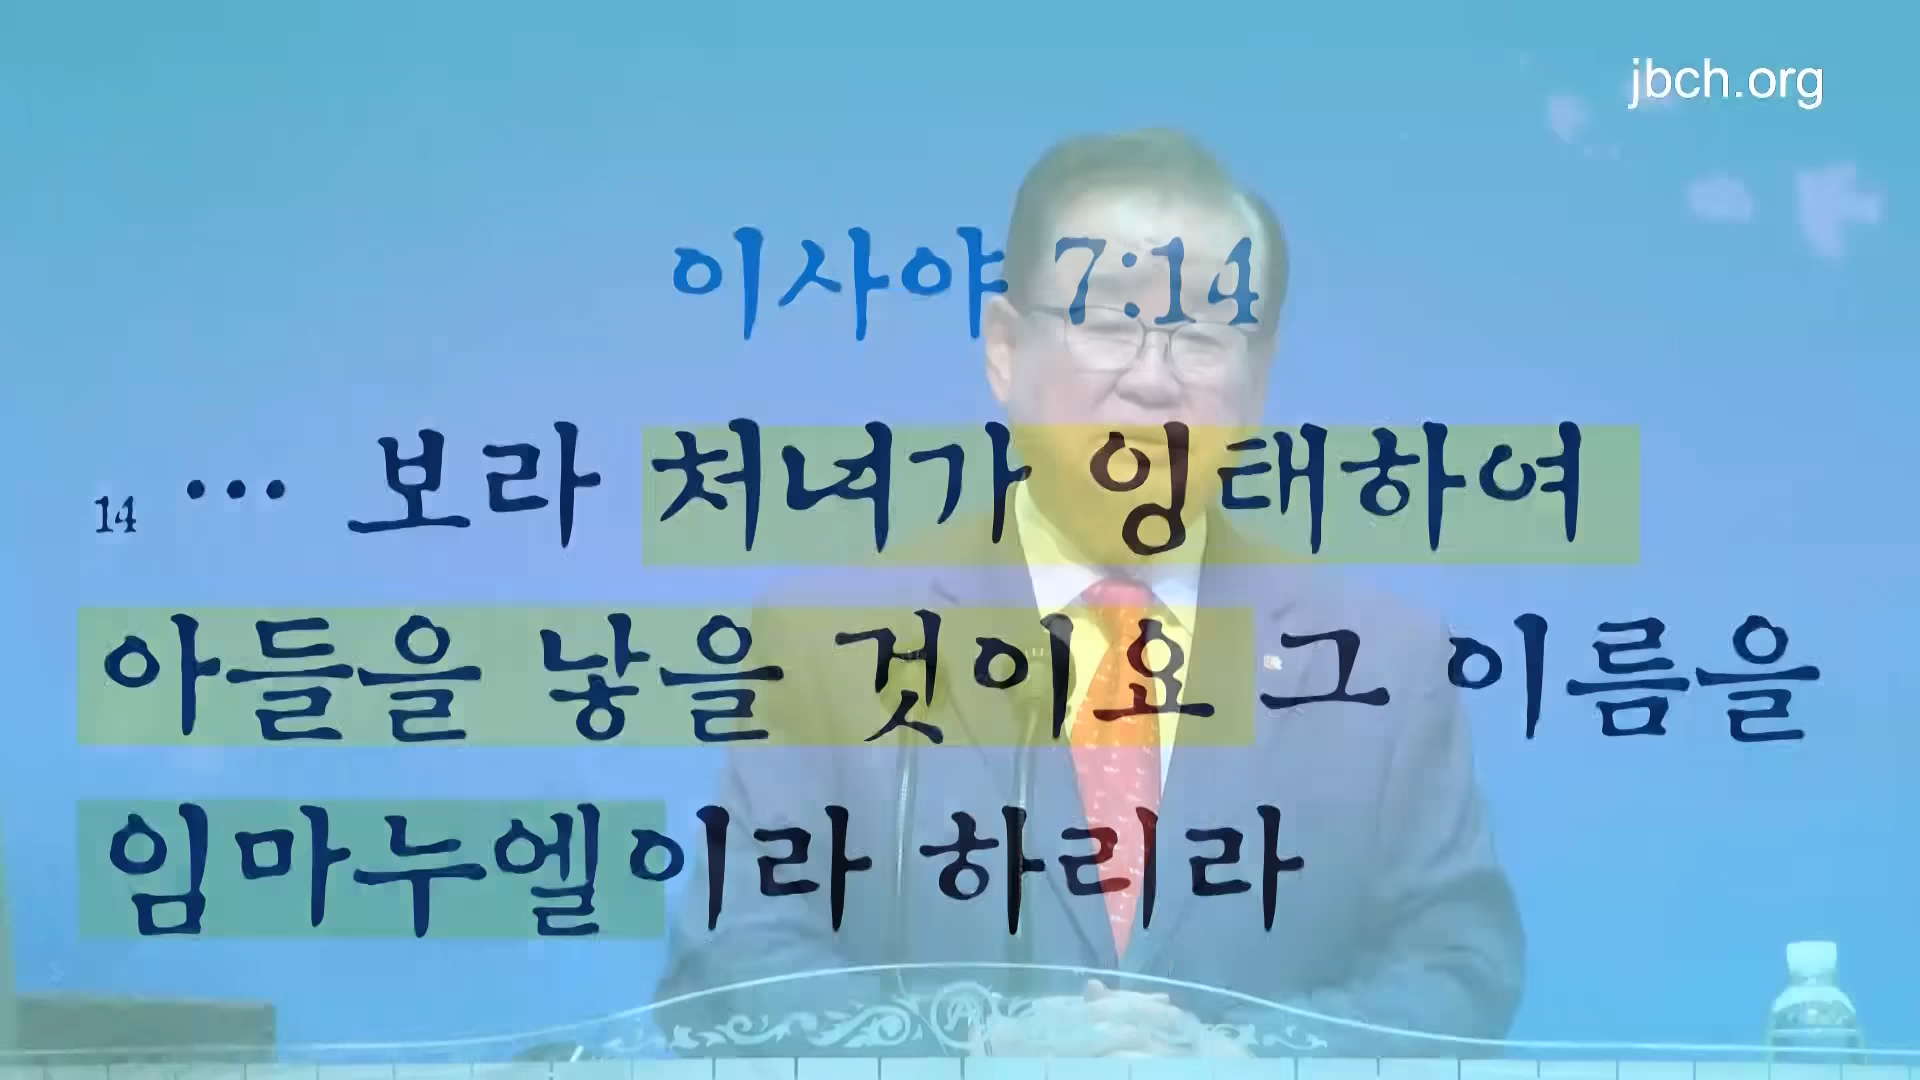 jbch.org
이사야 7:14
14 … 보라 처녀가 잉태하여
아들을 낳을 것이요 그 이름을
임마누엘이라 하리라